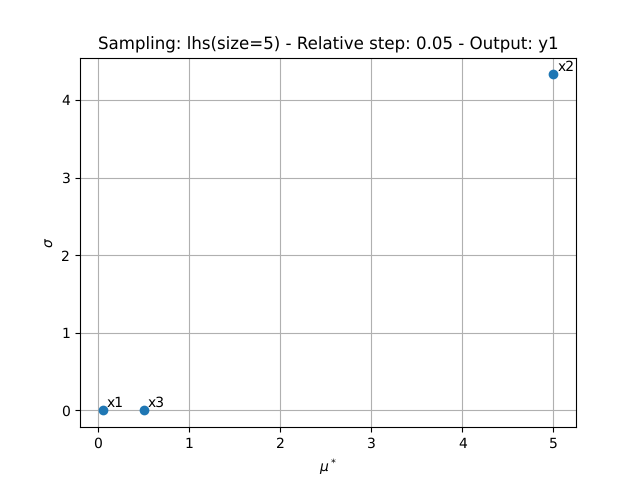 Sampling: lhs(size=5) - Relative step: 0.05 - Output: y1
x2
4
3
2
1
0
σ
x1 x3
0 1 2 3 4 5
μ*